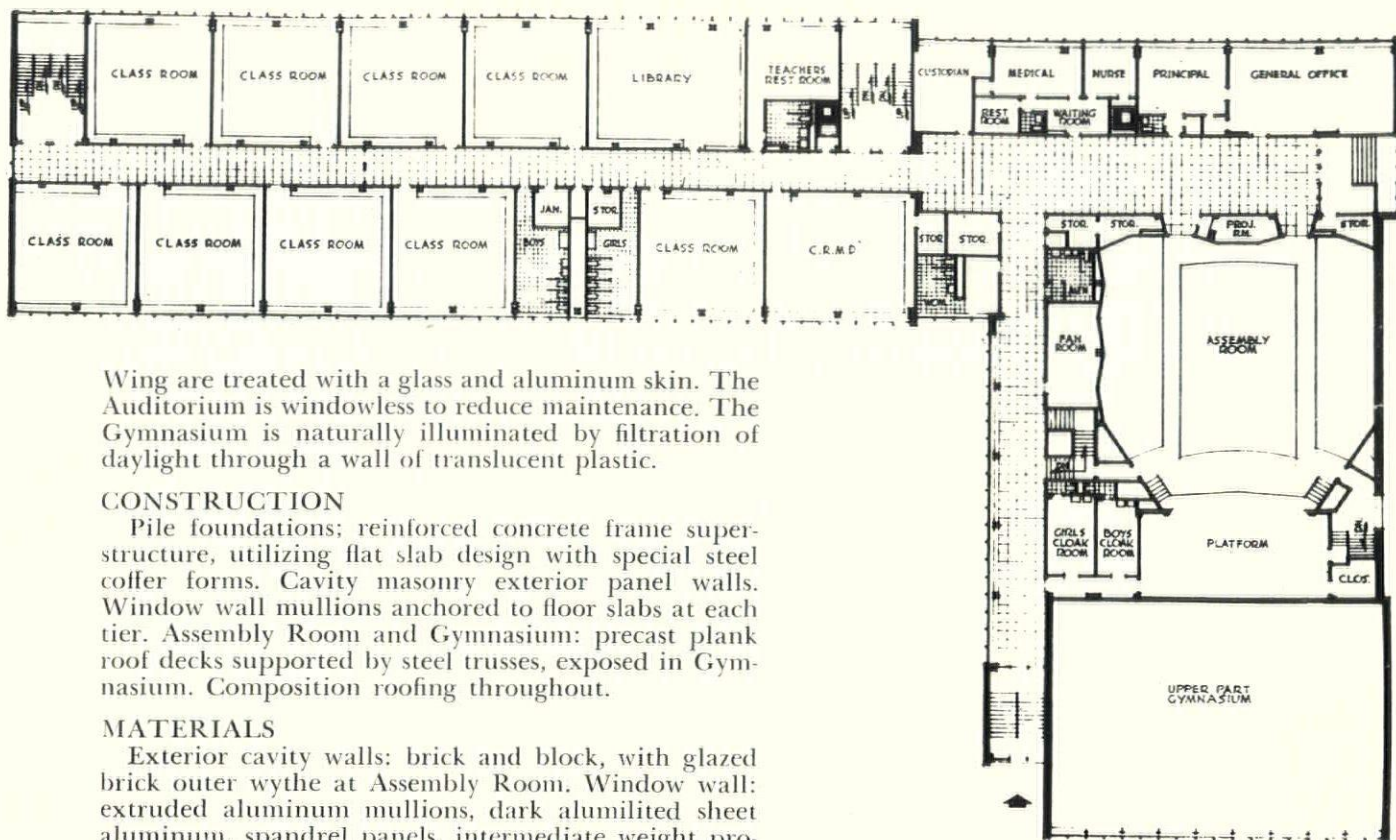 CLASS ROOM
CLASS ROOM
CLASS ROOM
CLASS ROOM
LIBRARY
TEACHERS
REST ROOM
CUSTODIAN
MEDICAL
NURSE
PRINCIPAL
GENERAL OFFICE
REST
ROOM
WAITING
ROOM
CLASS ROOM
CLASS ROOM
CLASS ROOM
CLASS ROOM
BOYS
JAN.
STOR.
GIRLS
CLASS ROOM
C.R.M.D.
STOR.
STOR.
WOM.
STOR.
STOR.
PROJ.
RM.
STOR.
MEN
FAN
ROOM
ASSEMBLY
ROOM
DN
GIRLS
CLOAK
ROOM
BOYS
CLOAK
ROOM
PLATFORM
CLOS.
UPPER PART
GYMNASIUM
Wing are treated with a glass and aluminum skin. The
Auditorium is windowless to reduce maintenance. The
Gymnasium is naturally illuminated by filtration of
daylight through a wall of translucent plastic.
CONSTRUCTION
Pile foundations; reinforced concrete frame super-
structure, utilizing flat slab design with special steel
coffer forms. Cavity masonry exterior panel walls.
Window wall mullions anchored to floor slabs at each
tier. Assembly Room and Gymnasium: precast plank
roof decks supported by steel trusses, exposed in Gym-
nasium. Composition roofing throughout.
MATERIALS
Exterior cavity walls: brick and block, with glazed
brick outer wythe at Assembly Room. Window wall:
extruded aluminum mullions, dark alumilited sheet
aluminum, spandrel panels, intermediate weight pro-